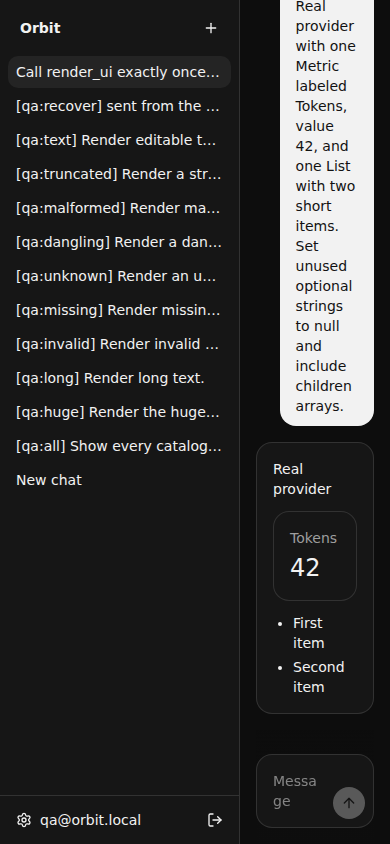 Orbit
Call render_ui exactly once...
[qa:recover] sent from the ...
[qa:text] Render editable t...
[qa:truncated] Render a str...
[qa:malformed] Render ma...
[qa:dangling] Render a dan...
[qa:unknown] Render an u...
[qa:missing] Render missin...
[qa:invalid] Render invalid ...
[qa:long] Render long text.
[qa:huge] Render the huge...
[qa:all] Show every catalog...
New chat
qa@orbit.local
Real
provider
with one
Metric
labeled
Tokens,
value
42, and
one List
with two
short
items.
Set
unused
optional
strings
to null
and
include
children
arrays.
Real
provider
Tokens
42
• First
item
• Second
item
Messa
ge